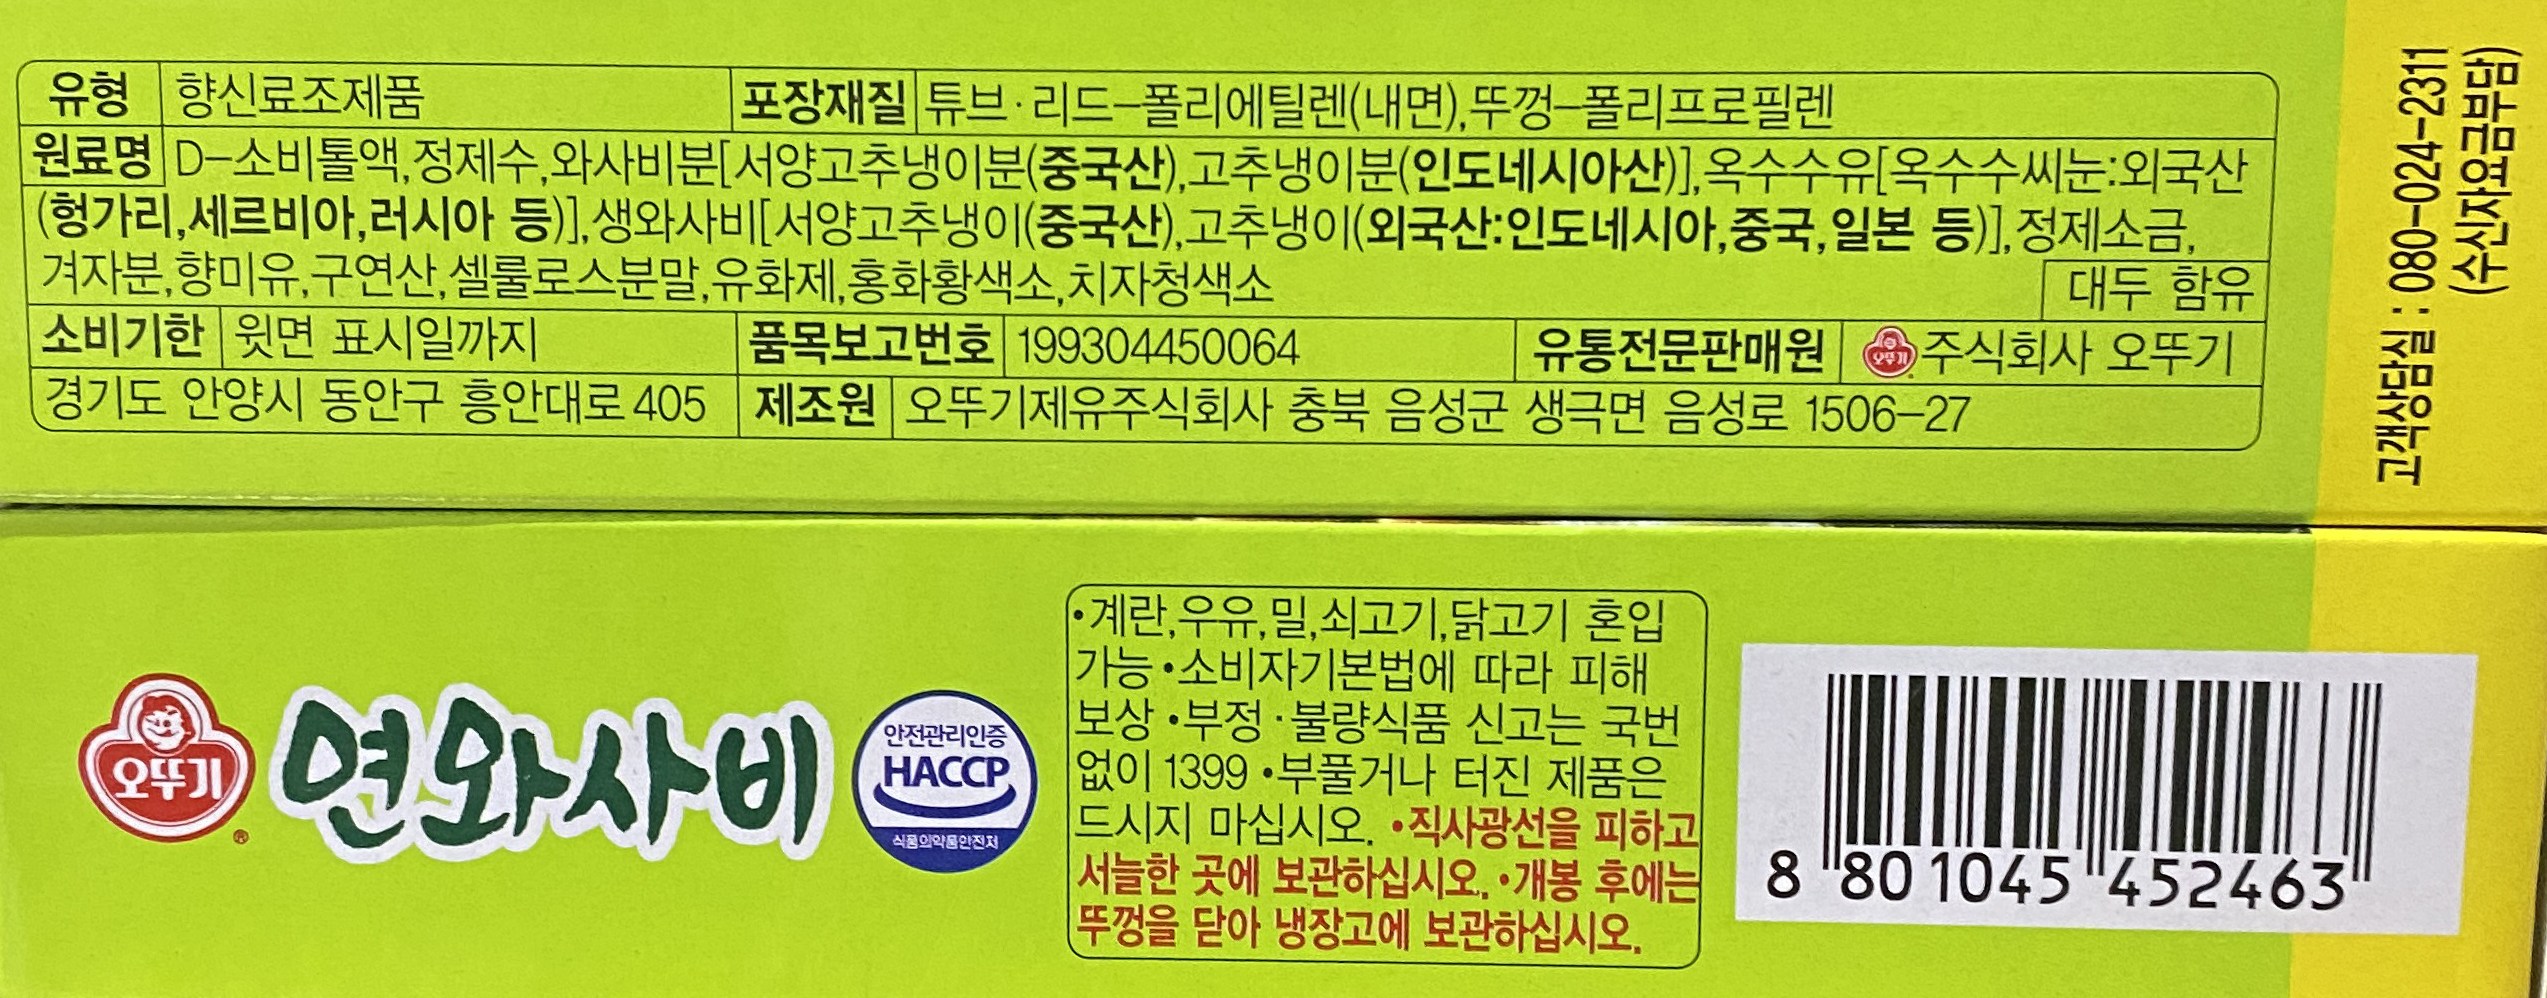 유형 향신료조제품 포장재질 튜브·리드-폴리에틸렌(내면),뚜껑-폴리프로필렌
원료명 D-소비톨액,정제수,와사비분[서양고추냉이분(중국산),고추냉이분(인도네시아산)],옥수수유[옥수수씨눈:외국산
(헝가리,세르비아,러시아 등)],생와사비[서양고추냉이(중국산),고추냉이(외국산:인도네시아,중국,일본 등)],정제소금,
겨자분,향미유,구연산,셀룰로스분말,유화제,홍화황색소,치자청색소 대두 함유
소비기한 윗면 표시일까지 품목보고번호 199304450064 유통전문판매원 오뚜기 주식회사 오뚜기
경기도 안양시 동안구 흥안대로 405 제조원 오뚜기제유주식회사 충북 음성군 생극면 음성로 1506-27
고객상담실 : 080-024-2311
(수신자요금부담)
오뚜기 ®
연와사비
안전관리인증
HACCP
식품의약품안전처
•계란,우유,밀,쇠고기,닭고기 혼입
가능 •소비자기본법에 따라 피해
보상 •부정·불량식품 신고는 국번
없이 1399 •부풀거나 터진 제품은
드시지 마십시오. •직사광선을 피하고
서늘한 곳에 보관하십시오. •개봉 후에는
뚜껑을 닫아 냉장고에 보관하십시오.
8 801045 452463